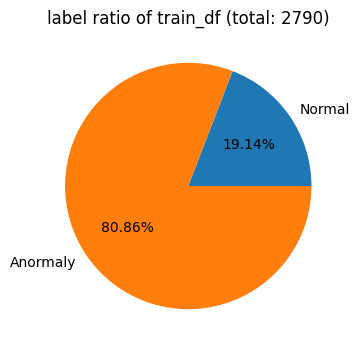 label ratio of train_df (total: 2790)
Normal
19.14%
80.86%
Anormaly